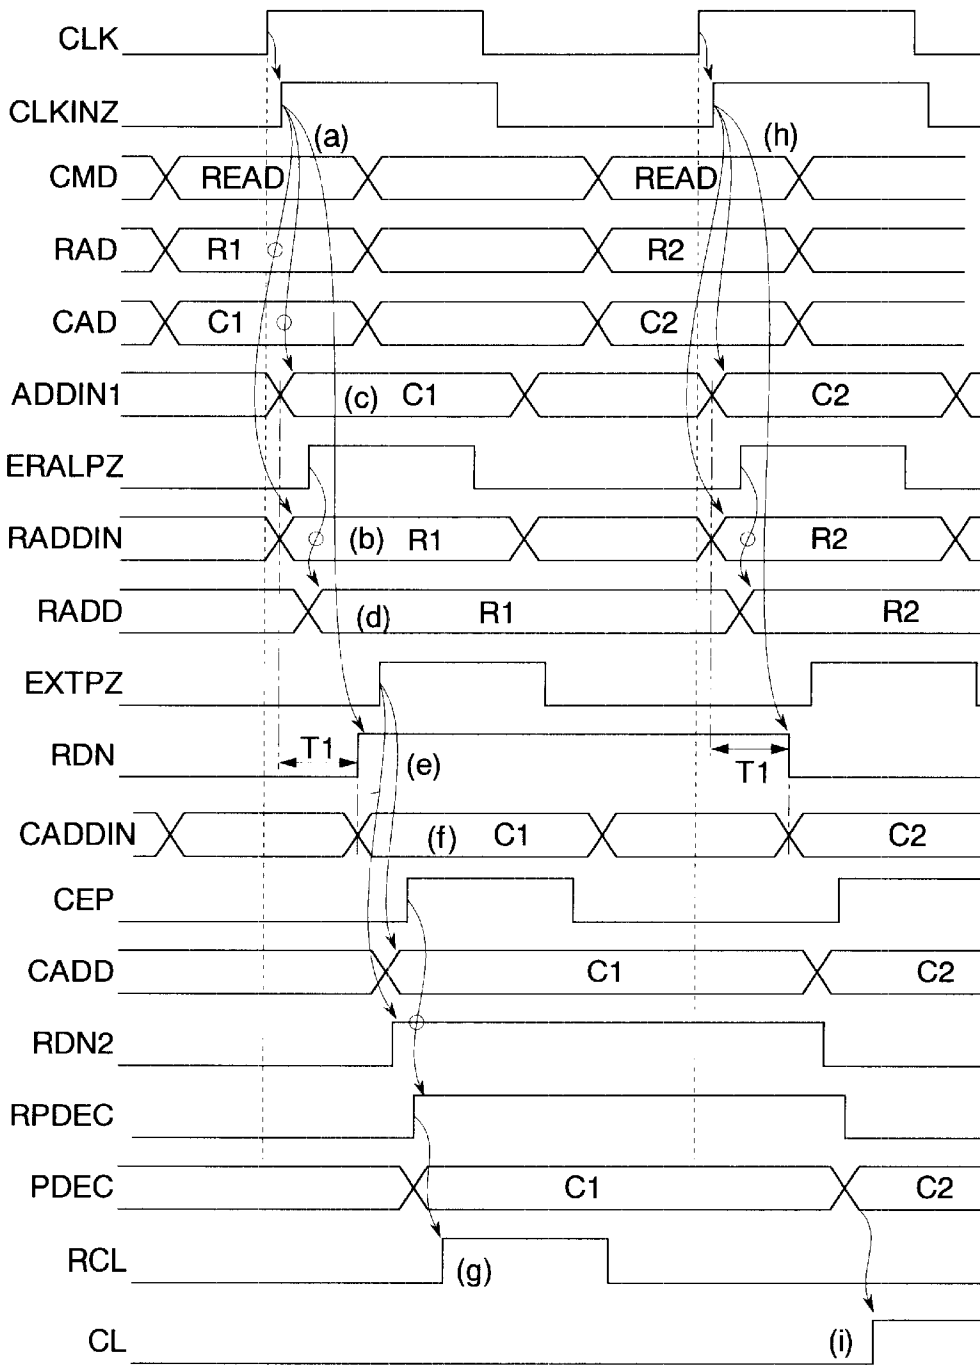 CLK
CLKINZ (a) (h)
CMD READ READ
RAD R1 R2
CAD C1 C2
ADDIN1 (c) C1 C2
ERALPZ
RADDIN (b) R1 R2
RADD (d) R1 R2
EXTPZ
RDN T1 (e) T1
CADDIN (f) C1 C2
CEP
CADD C1 C2
RDN2
RPDEC
PDEC C1 C2
RCL (g)
CL (i)